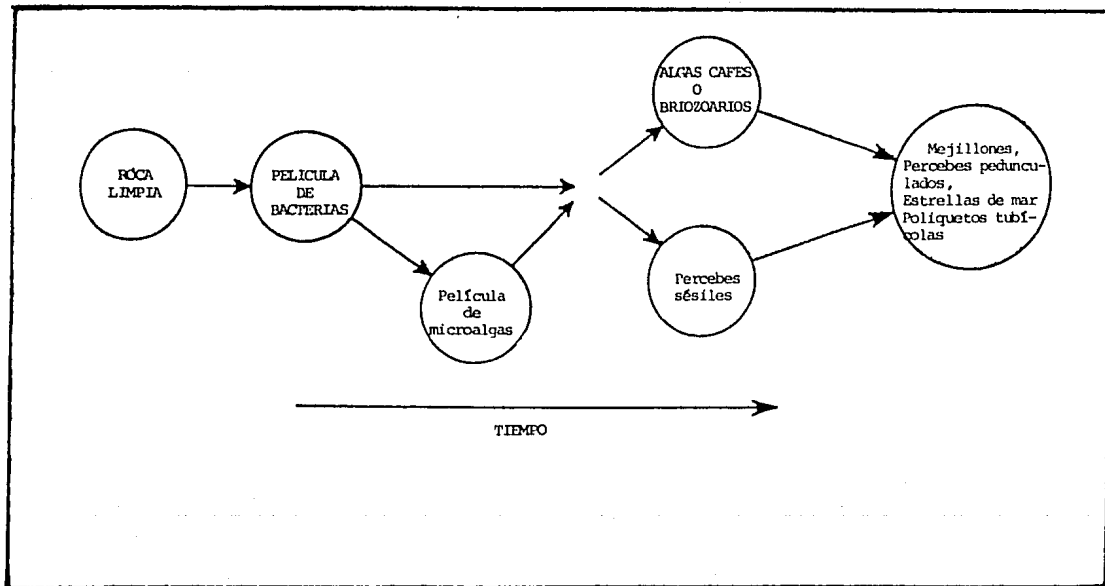 RÓCA
LIMPIA
PELICULA
DE
BACTERIAS
Película
de
microalgas
ALGAS CAFES
O
BRIOZOARIOS
Percebes
sésiles
Mejillones,
Percebes peduncu-
lados,
Estrellas de mar
Poliquetos tubí-
colas
TIEMPO